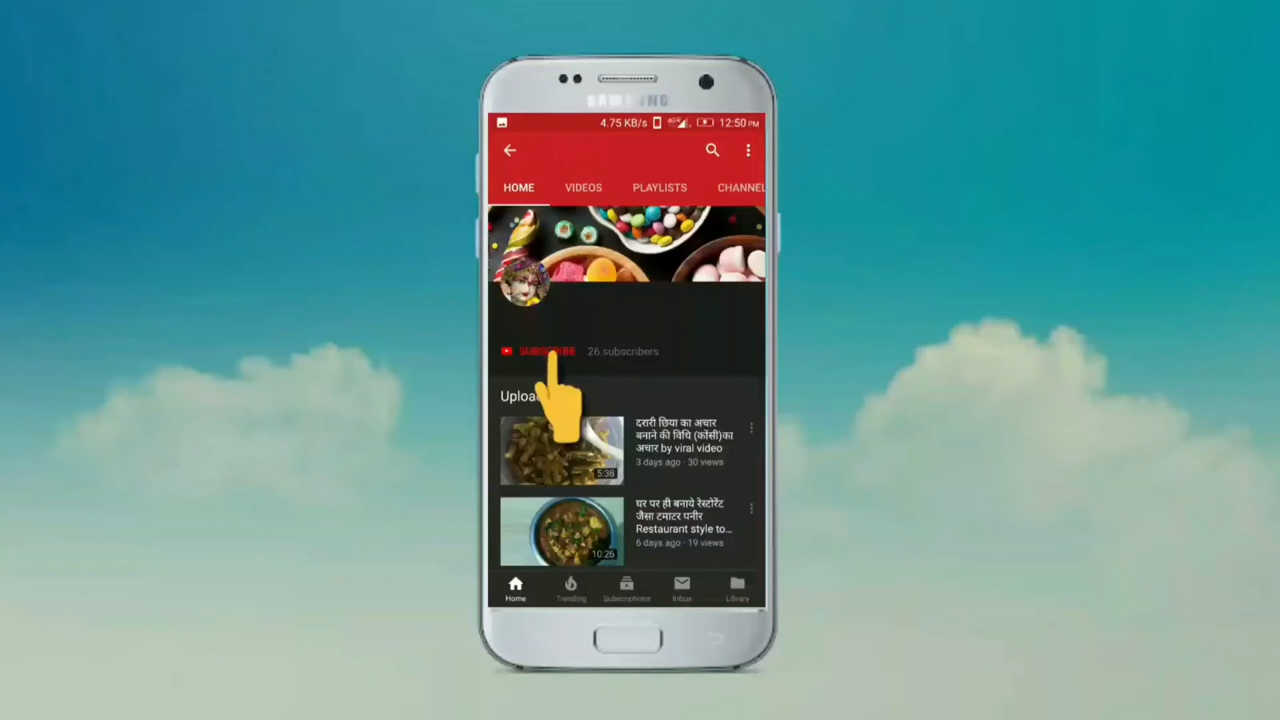 SAMSUNG
4.75 KB/s 12:50 PM
HOME VIDEOS PLAYLISTS CHANNEL
SUBSCRIBE 26 subscribers
दरारी छिया का अचार
बनाने की विधि (कोंसी)का
अचार by viral video
3 days ago · 30 views
5:38
घर पर ही बनाये रेस्टोरेंट
जैसा टमाटर पनीर
Restaurant style to...
6 days ago · 19 views
10:26
Home Trending Subscriptions Inbox Library